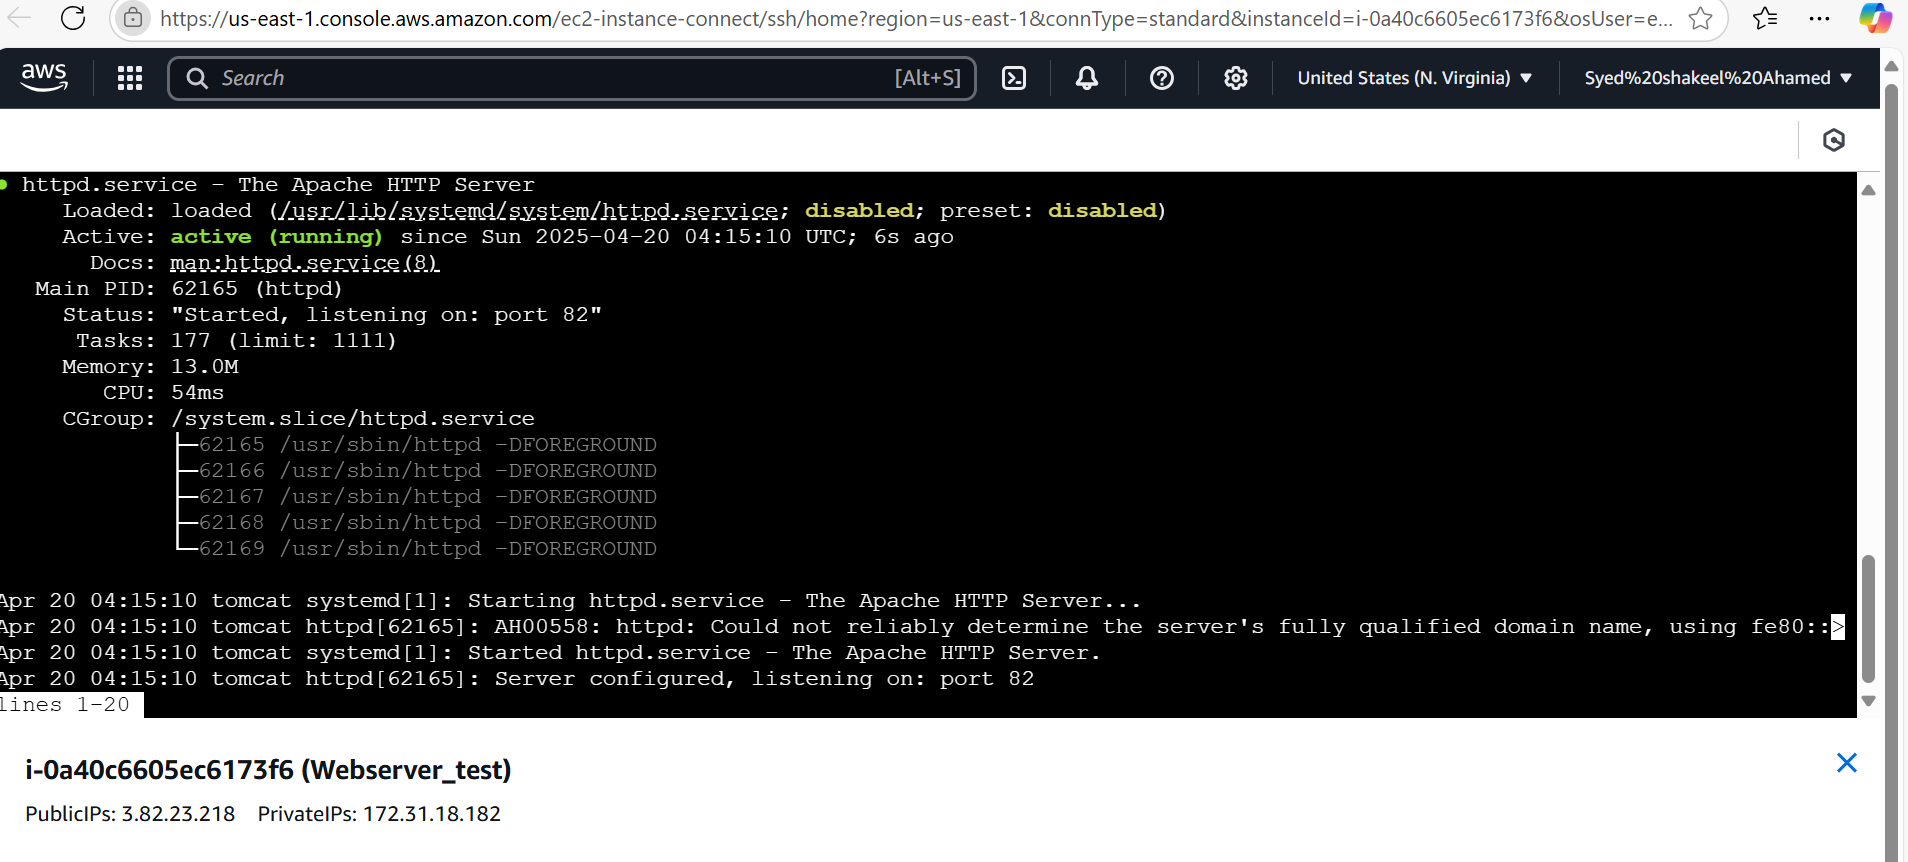 https://us-east-1.console.aws.amazon.com/ec2-instance-connect/ssh/home?region=us-east-1&connType=standard&instanceId=i-0a40c6605ec6173f6&osUser=e...
aws
Search [Alt+S]
United States (N. Virginia)
Syed%20shakeel%20Ahamed
httpd.service - The Apache HTTP Server
Loaded: loaded (/usr/lib/systemd/system/httpd.service; disabled; preset: disabled)
Active: active (running) since Sun 2025-04-20 04:15:10 UTC; 6s ago
Docs: man:httpd.service(8)
Main PID: 62165 (httpd)
Status: "Started, listening on: port 82"
Tasks: 177 (limit: 1111)
Memory: 13.0M
CPU: 54ms
CGroup: /system.slice/httpd.service
├─62165 /usr/sbin/httpd -DFOREGROUND
├─62166 /usr/sbin/httpd -DFOREGROUND
├─62167 /usr/sbin/httpd -DFOREGROUND
├─62168 /usr/sbin/httpd -DFOREGROUND
└─62169 /usr/sbin/httpd -DFOREGROUND
Apr 20 04:15:10 tomcat systemd[1]: Starting httpd.service - The Apache HTTP Server...
Apr 20 04:15:10 tomcat httpd[62165]: AH00558: httpd: Could not reliably determine the server's fully qualified domain name, using fe80::>
Apr 20 04:15:10 tomcat systemd[1]: Started httpd.service - The Apache HTTP Server.
Apr 20 04:15:10 tomcat httpd[62165]: Server configured, listening on: port 82
lines 1-20
i-0a40c6605ec6173f6 (Webserver_test)
PublicIPs: 3.82.23.218 PrivateIPs: 172.31.18.182